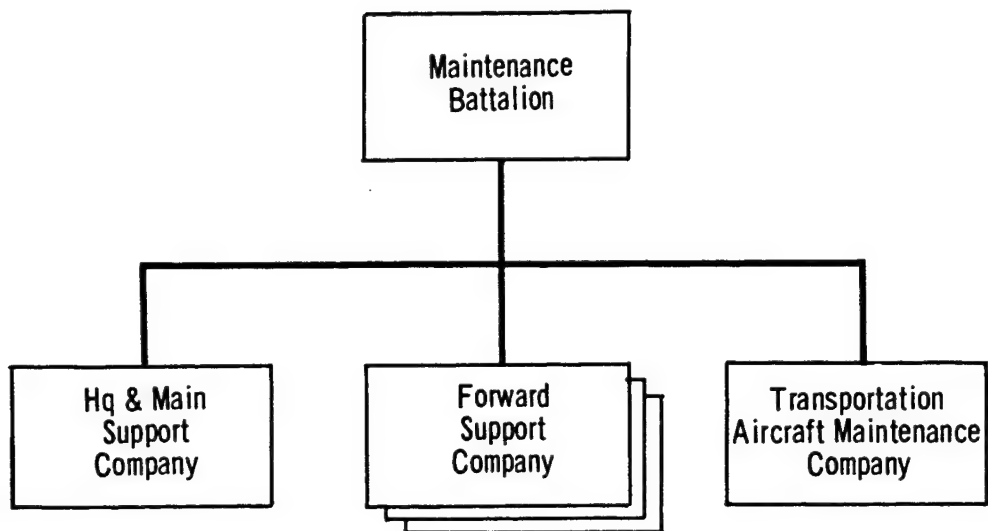 Maintenance
Battalion
Hq & Main
Support
Company
Forward
Support
Company
Transportation
Aircraft Maintenance
Company